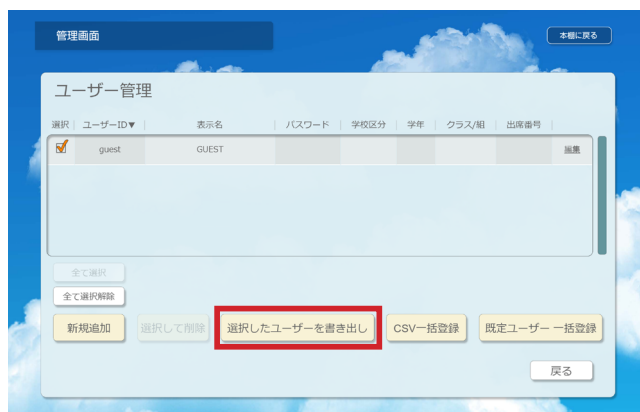 管理画面
本棚に戻る
ユーザー管理
選択 ユーザーID▼ 表示名 パスワード 学校区分 学年 クラス/組 出席番号
guest GUEST 編集
全て選択
全て選択解除
新規追加 選択して削除 選択したユーザーを書き出し CSV一括登録 既定ユーザー 一括登録
戻る